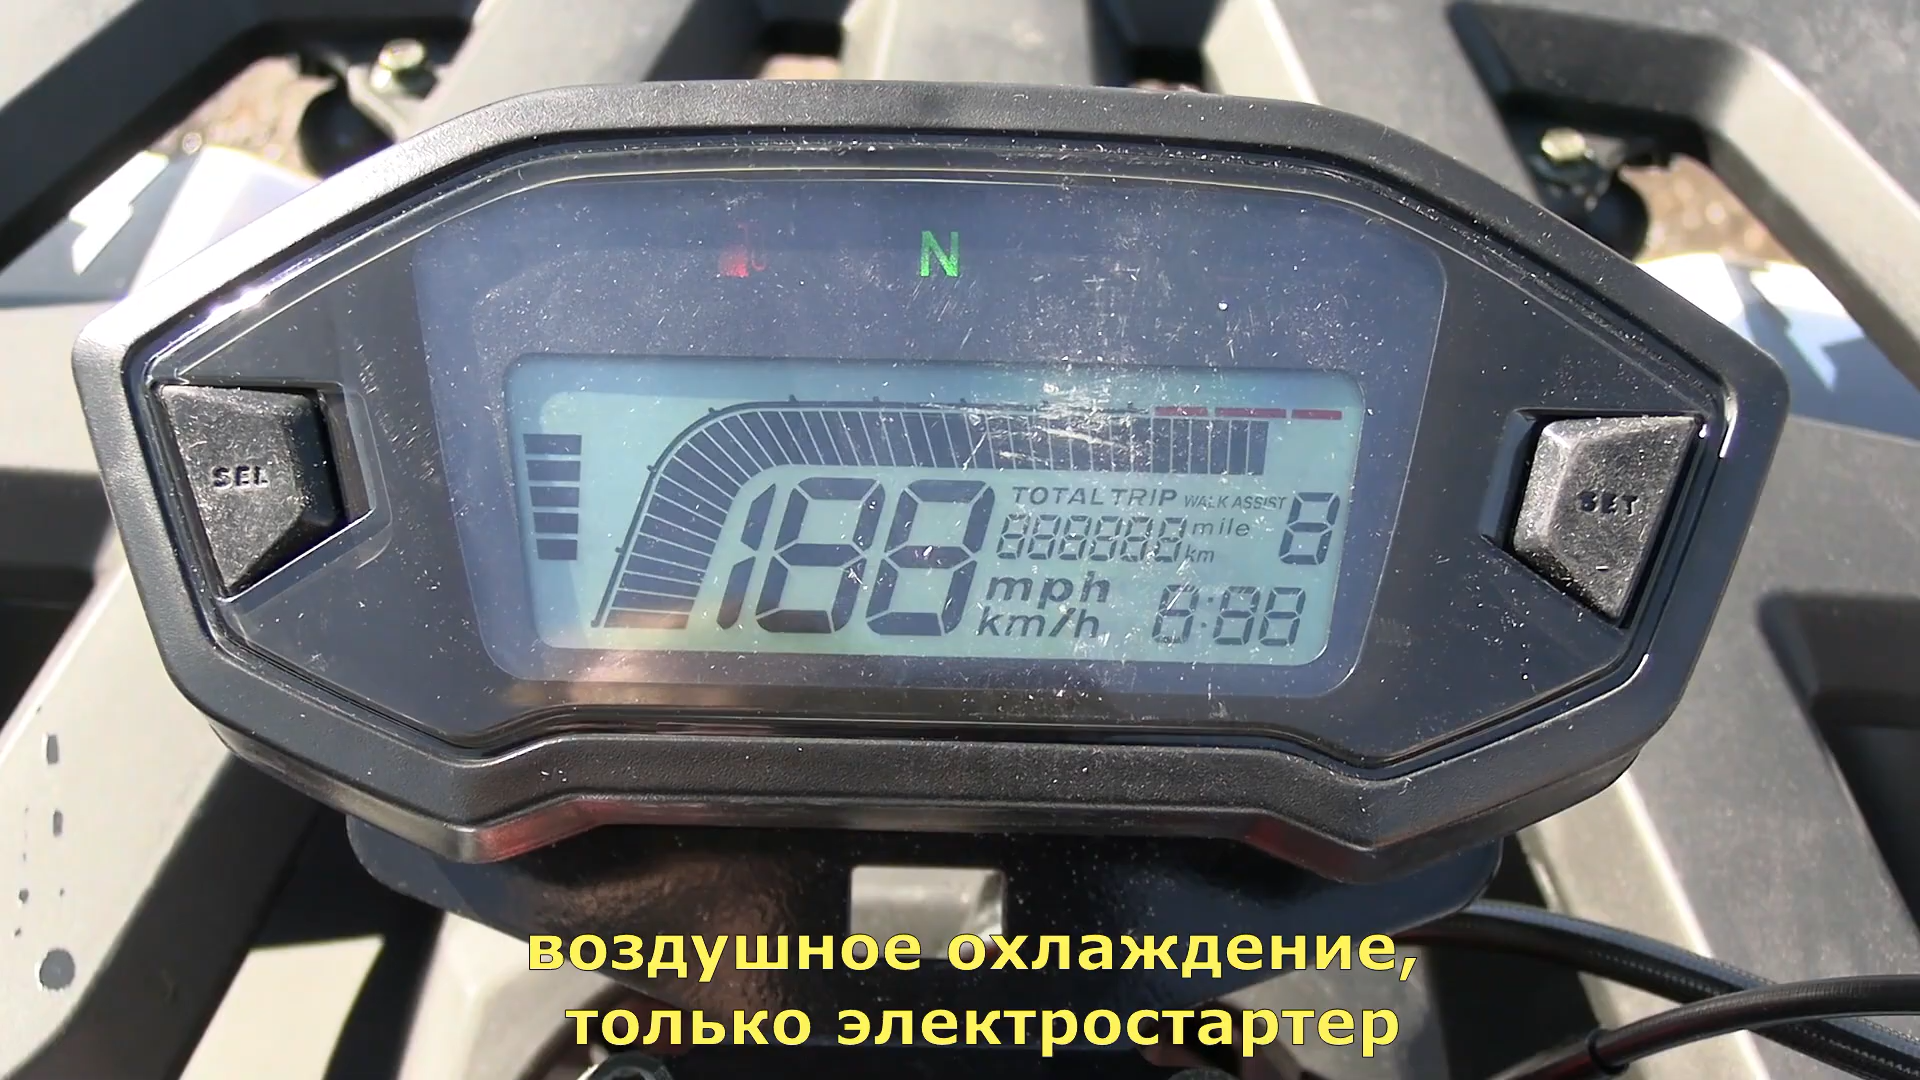 N
SEL
SET
TOTAL TRIP WALK ASSIST 8
188
888888 mile
km
mph
km/h
8:88
воздушное охлаждение,
только электростартер